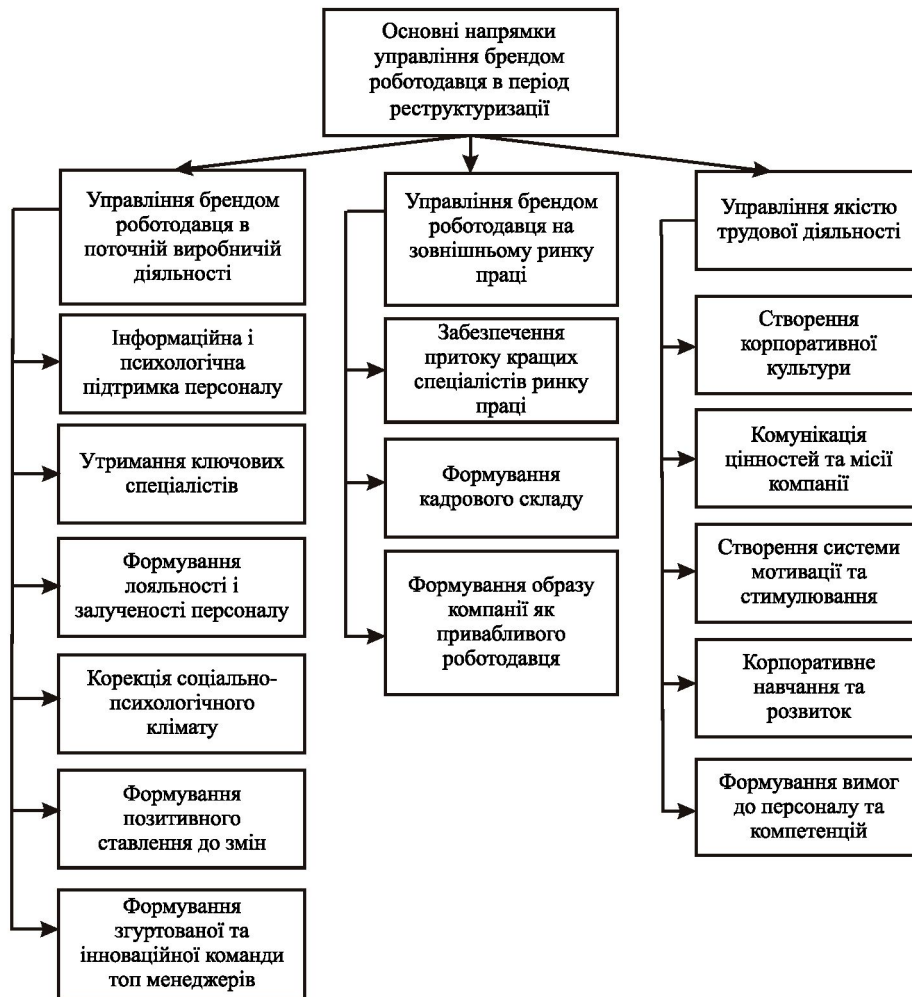 Основні напрямки
управління брендом
роботодавця в період
реструктуризації
Управління брендом
роботодавця в
поточній виробничій
діяльності
Інформаційна і
психологічна
підтримка персоналу
Утримання ключових
спеціалістів
Формування
лояльності і
залученості персоналу
Корекція соціально-
психологічного
клімату
Формування
позитивного
ставлення до змін
Формування
згуртованої та
інноваційної команди
топ менеджерів
Управління брендом
роботодавця на
зовнішньому ринку
праці
Забезпечення
притоку кращих
спеціалістів ринку
праці
Формування
кадрового складу
Формування образу
компанії як
привабливого
роботодавця
Управління якістю
трудової діяльності
Створення
корпоративної
культури
Комунікація
цінностей та місії
компанії
Створення системи
мотивації та
стимулювання
Корпоративне
навчання та
розвиток
Формування вимог
до персоналу та
компетенцій